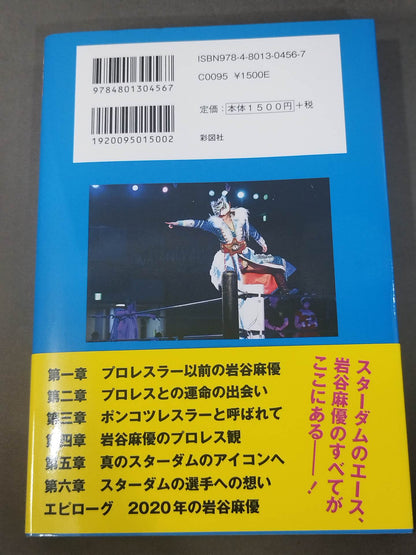 ISBN978-4-8013-0456-7
C0095 ¥1500E
9784801304567
定価：本体1500円＋税
1920095015002
彩図社
スターダムのエース、
岩谷麻優のすべてが
ここにある――！
第一章 プロレスラー以前の岩谷麻優
第二章 プロレスとの運命の出会い
第三章 ポンコツレスラーと呼ばれて
第四章 岩谷麻優のプロレス観
第五章 真のスターダムのアイコンへ
第六章 スターダムの選手への想い
エピローグ 2020年の岩谷麻優